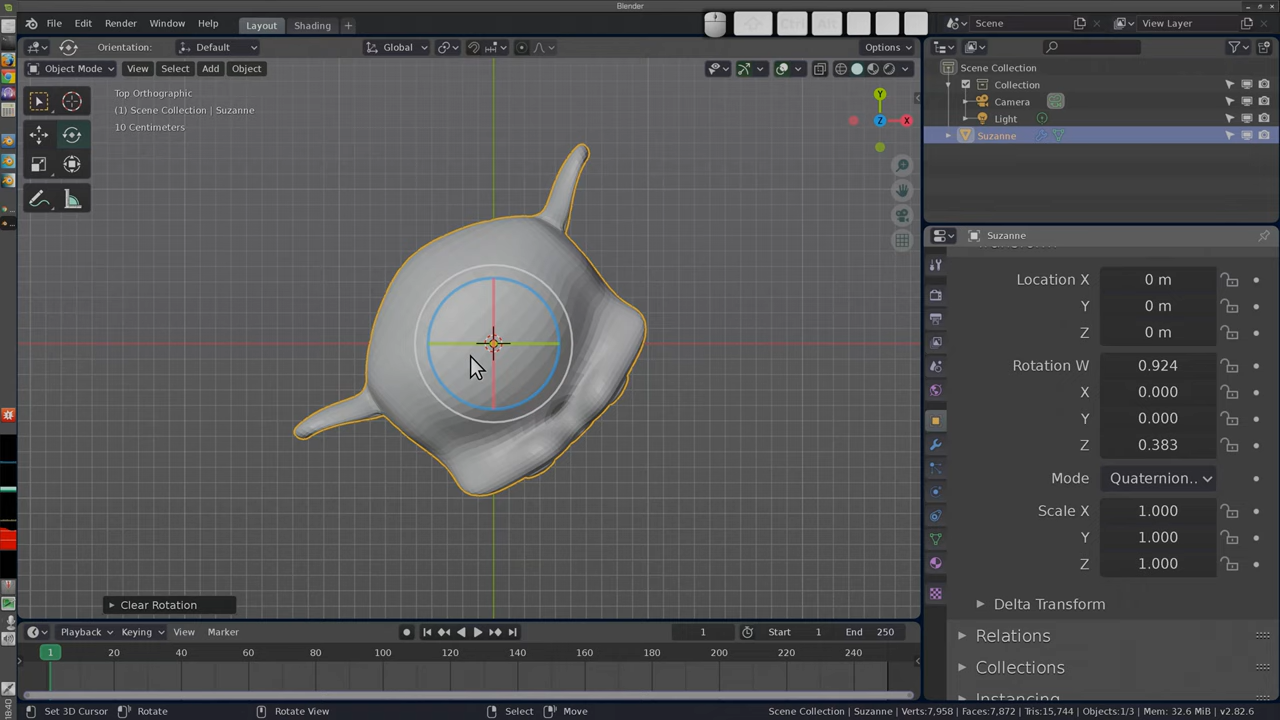 Blender
File Edit Render Window Help Layout Shading + Scene View Layer
Orientation: Default Global Options
Object Mode View Select Add Object
Ctrl Alt
Top Orthographic
(1) Scene Collection | Suzanne
10 Centimeters
Y
Z X
Scene Collection
Collection
Camera
Light
Suzanne
Suzanne
Transform
Location X 0 m
Y 0 m
Z 0 m
Rotation W 0.924
X 0.000
Y 0.000
Z 0.383
Mode Quaternion..
Scale X 1.000
Y 1.000
Z 1.000
Delta Transform
Relations
Collections
Instancing
Clear Rotation
Playback Keying View Marker 1 Start 1 End 250
1 20 40 60 80 100 120 140 160 180 200 220 240
Set 3D Cursor Rotate Rotate View Select Move Scene Collection | Suzanne | Verts:7,958 | Faces:7,872 | Tris:15,744 | Objects:1/3 | Mem: 32.6 MiB | v2.82.6
18:40